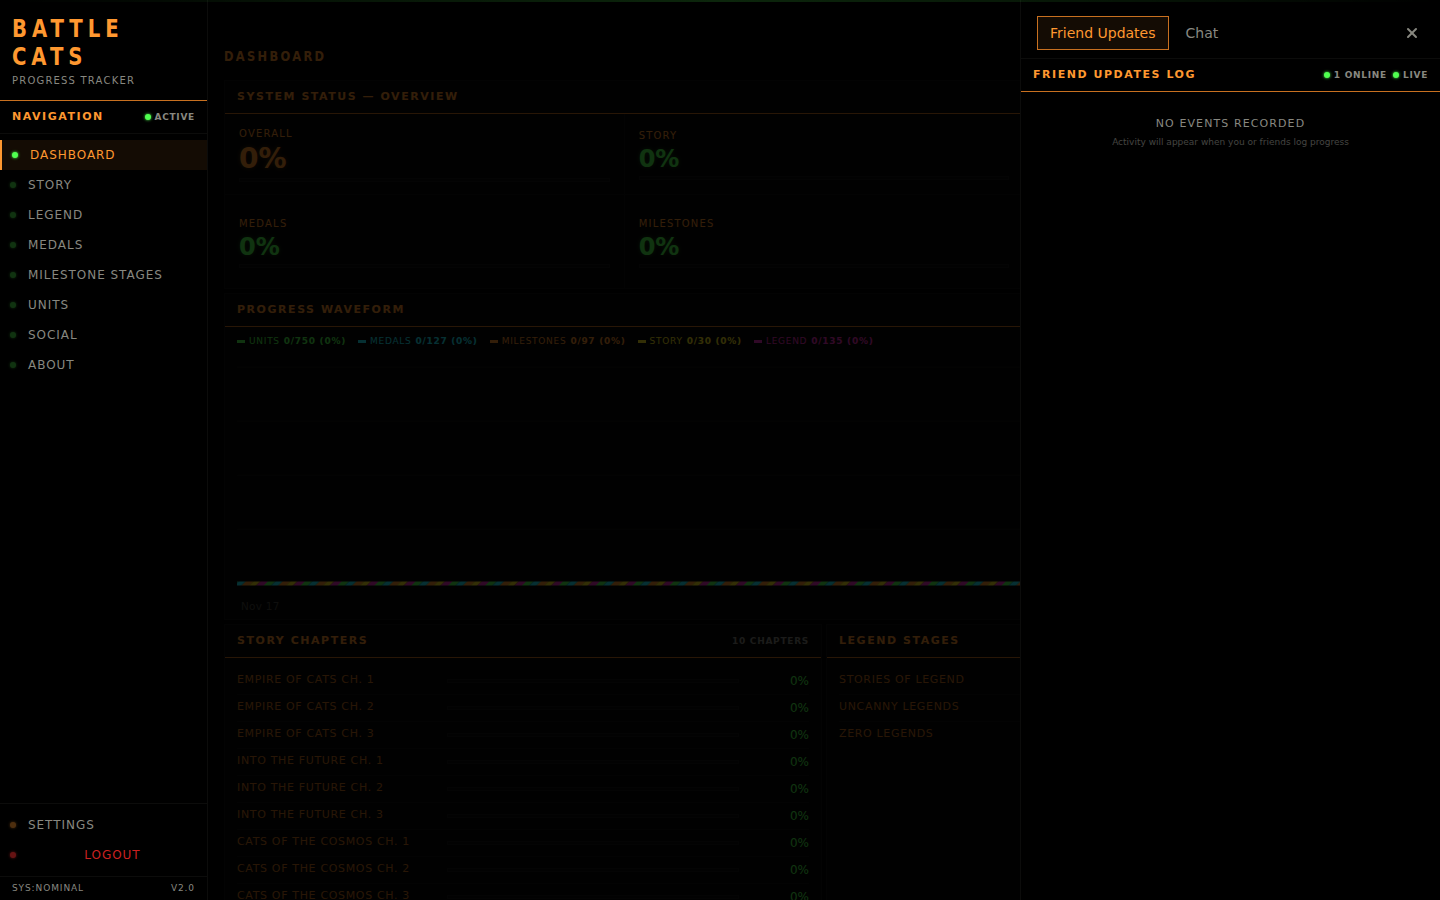 BATTLE
CATS
PROGRESS TRACKER
NAVIGATION
ACTIVE
DASHBOARD
STORY
LEGEND
MEDALS
MILESTONE STAGES
UNITS
SOCIAL
ABOUT
SETTINGS
LOGOUT
SYS:NOMINAL
V2.0
DASHBOARD
SYSTEM STATUS — OVERVIEW
OVERALL
0%
STORY
0%
MEDALS
0%
MILESTONES
0%
PROGRESS WAVEFORM
UNITS 0/750 (0%)
MEDALS 0/127 (0%)
MILESTONES 0/97 (0%)
STORY 0/30 (0%)
LEGEND 0/135 (0%)
Nov 17
STORY CHAPTERS
10 CHAPTERS
EMPIRE OF CATS CH. 1
0%
EMPIRE OF CATS CH. 2
0%
EMPIRE OF CATS CH. 3
0%
INTO THE FUTURE CH. 1
0%
INTO THE FUTURE CH. 2
0%
INTO THE FUTURE CH. 3
0%
CATS OF THE COSMOS CH. 1
0%
CATS OF THE COSMOS CH. 2
0%
CATS OF THE COSMOS CH. 3
0%
LEGEND STAGES
STORIES OF LEGEND
UNCANNY LEGENDS
ZERO LEGENDS
Friend Updates
Chat
FRIEND UPDATES LOG
1 ONLINE
LIVE
NO EVENTS RECORDED
Activity will appear when you or friends log progress